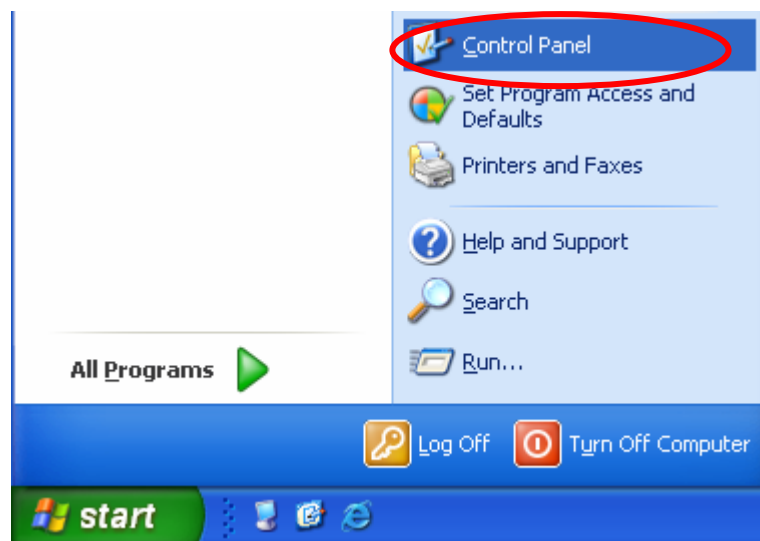 Control Panel
Set Program Access and
Defaults
Printers and Faxes
Help and Support
Search
All Programs
Run...
Log Off
Turn Off Computer
start